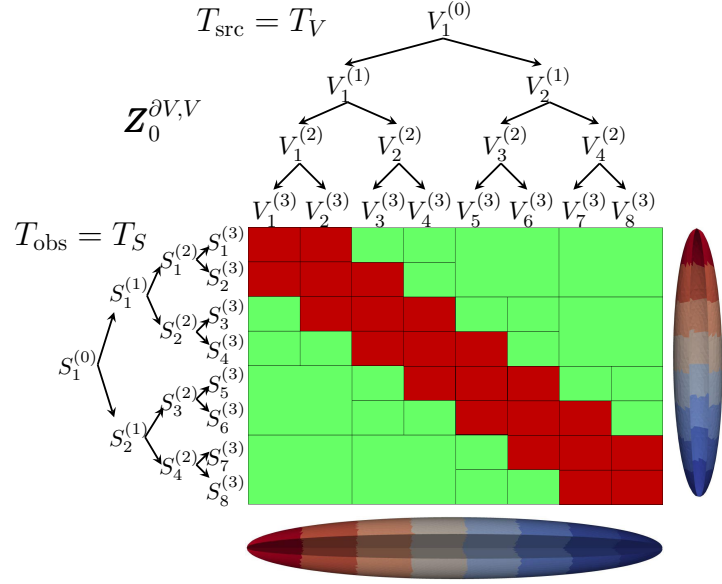 T_src = T_V
V_1^(0)
V_1^(1) V_2^(1)
Z_0^{∂V,V}
V_1^(2) V_2^(2) V_3^(2) V_4^(2)
V_1^(3) V_2^(3) V_3^(3) V_4^(3) V_5^(3) V_6^(3) V_7^(3) V_8^(3)
T_obs = T_S
S_1^(0)
S_1^(1)
S_2^(1)
S_1^(2)
S_2^(2)
S_3^(2)
S_4^(2)
S_1^(3)
S_2^(3)
S_3^(3)
S_4^(3)
S_5^(3)
S_6^(3)
S_7^(3)
S_8^(3)